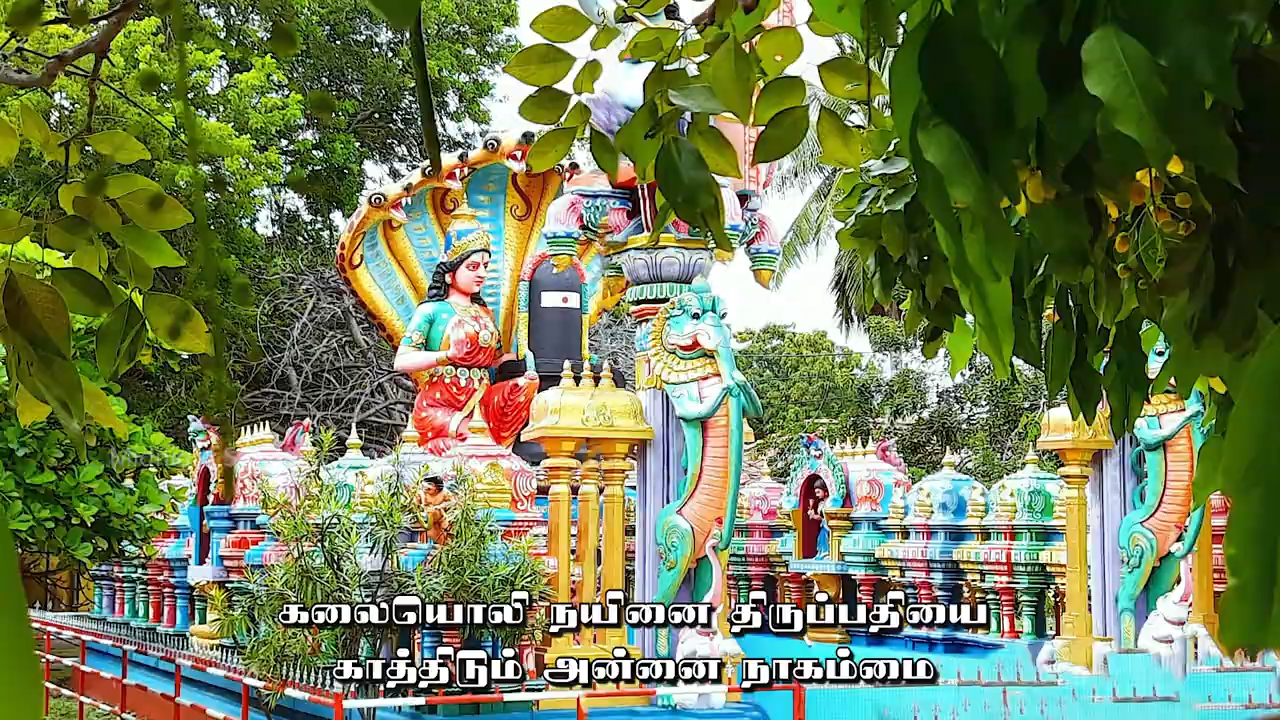 கலையொலி நயினை திருப்பதியை
காத்திடும் அன்னை நாகம்மை